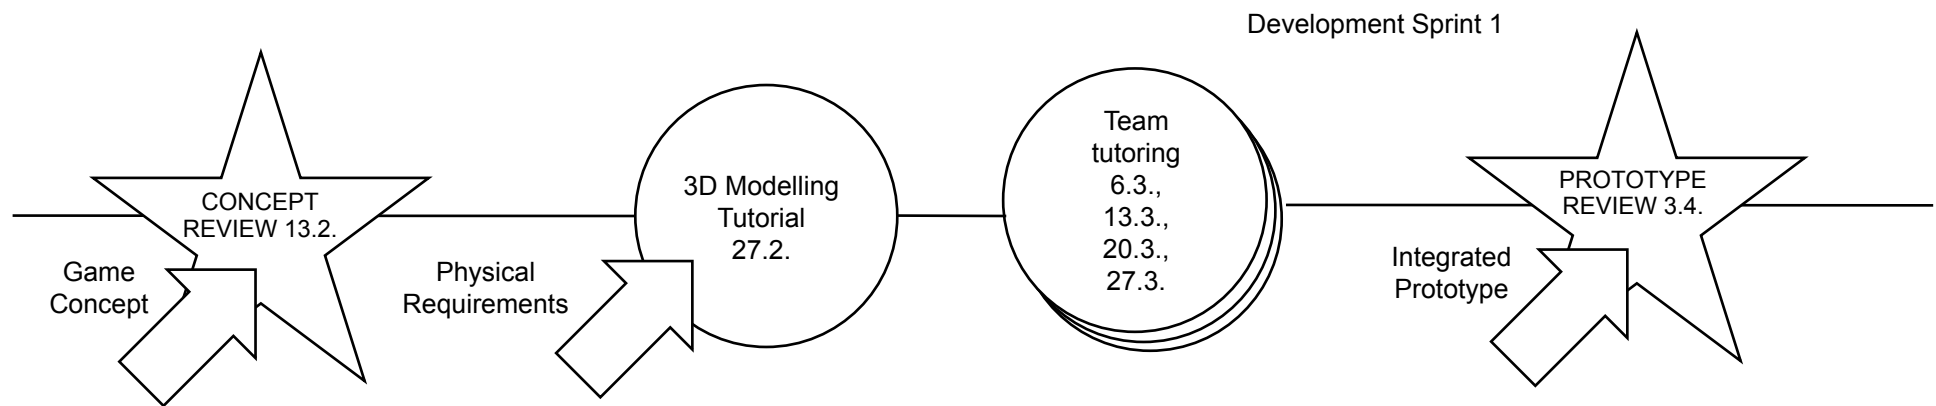 Development Sprint 1
CONCEPT
REVIEW 13.2.
Game
Concept
Physical
Requirements
3D Modelling
Tutorial
27.2.
Team
tutoring
6.3.,
13.3.,
20.3.,
27.3.
Integrated
Prototype
PROTOTYPE
REVIEW 3.4.